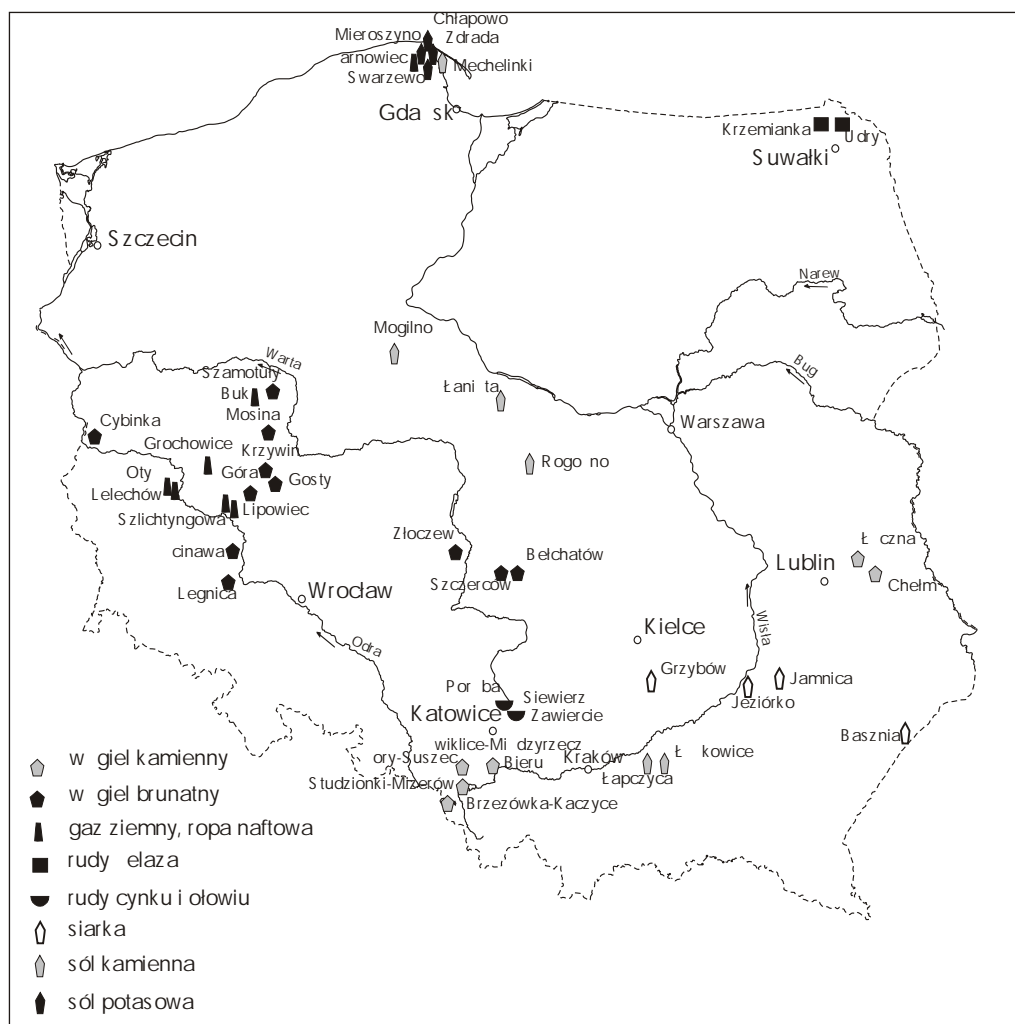 Chłapowo
Mieroszyno
Zdrada
arnowiec
Mechelinki
Swarzewo
Gda sk
Krzemianka
Udry
Suwałki
Szczecin
Narew
Mogilno
Warta
Bug
Szamotuły
Buk
Łani ta
Mosina
Cybinka
Warszawa
Grochowice
Krzywin
Rogo no
Oty
Góra
Gosty
Lelechów
Lipowiec
Szlichtyngowa
Złoczew
cinawa
Bełchatów
Ł czna
Szczerców
Lublin
Chełm
Legnica
Wrocław
Wisła
Kielce
Odra
Grzybów
Jamnica
Por ba
Siewierz
Jeziórko
Katowice
Zawiercie
Basznia
wiklice-Mi dzyrzecz
ory-Suszec
Bieru
Kraków
Ł kowice
Studzionki-Mizerów
Łapczyca
Brzezówka-Kaczyce
w giel kamienny
w giel brunatny
gaz ziemny, ropa naftowa
rudy elaza
rudy cynku i ołowiu
siarka
sól kamienna
sól potasowa